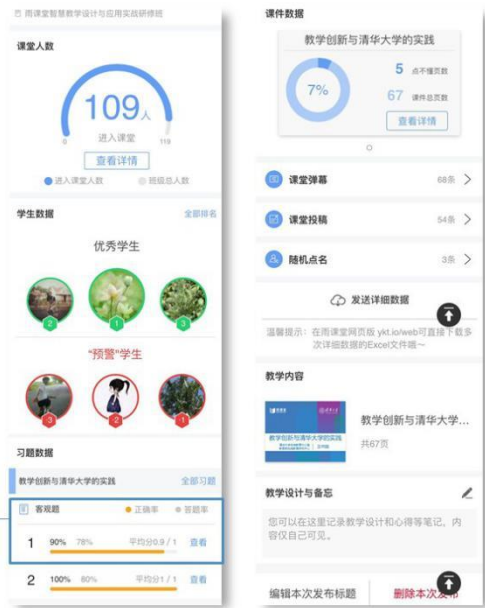 雨课堂智慧教学设计与应用实战研修班
课堂人数
109人
进入课堂
0
119
查看详情
进入课堂人数
班级总人数
学生数据
全部排名
优秀学生
2
1
3
"预警"学生
3
2
1
习题数据
教学创新与清华大学的实践
全部习题
客观题
正确率
答题率
1 90% 78% 平均分0.9 / 1 查看
2 100% 60% 平均分1 / 1 查看
课件数据
教学创新与清华大学的实践
7%
5 点不懂页数
67 课件总页数
查看详情
课堂弹幕 68条
课堂投稿 54条
随机点名 3条
发送详细数据
温馨提示：在雨课堂网页版 ykt.io/web可直接下载多
次详细数据的Excel文件哦～
教学内容
教学创新与清华大学的实践
教学创新与清华大学...
共67页
教学设计与备忘
您可以在这里记录教学设计和心得等笔记，内
容仅自己可见。
编辑本次发布标题
删除本次发布